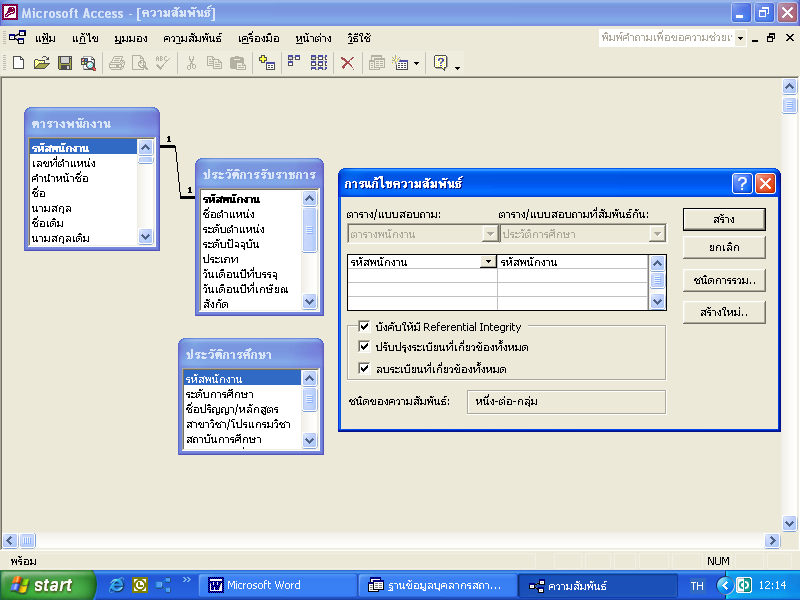 Microsoft Access - [ความสัมพันธ์]
แฟ้ม แก้ไข มุมมอง ความสัมพันธ์ เครื่องมือ หน้าต่าง วิธีใช้
พิมพ์คำถามเพื่อขอความช่วยเ
ตารางพนักงาน
รหัสพนักงาน
เลขที่ตำแหน่ง
คำนำหน้าชื่อ
ชื่อ
นามสกุล
ชื่อเดิม
นามสกุลเดิม
1
1
ประวัติการรับราชการ
รหัสพนักงาน
ชื่อตำแหน่ง
ระดับตำแหน่ง
ระดับปัจจุบัน
ประเภท
วันเดือนปีที่บรรจุ
วันเดือนปีที่เกษียณ
สังกัด
ประวัติการศึกษา
รหัสพนักงาน
ระดับการศึกษา
ชื่อปริญญา/หลักสูตร
สาขาวิชา/โปรแกรมวิชา
สถาบันการศึกษา
การแก้ไขความสัมพันธ์
ตาราง/แบบสอบถาม: ตาราง/แบบสอบถามที่สัมพันธ์กัน:
ตารางพนักงาน ประวัติการศึกษา
รหัสพนักงาน รหัสพนักงาน
บังคับให้มี Referential Integrity
ปรับปรุงระเบียนที่เกี่ยวข้องทั้งหมด
ลบระเบียนที่เกี่ยวข้องทั้งหมด
ชนิดของความสัมพันธ์: หนึ่ง-ต่อ-กลุ่ม
สร้าง
ยกเลิก
ชนิดการรวม..
สร้างใหม่..
พร้อม NUM
start Microsoft Word ฐานข้อมูลบุคลากรสถา... ความสัมพันธ์ TH 12:14